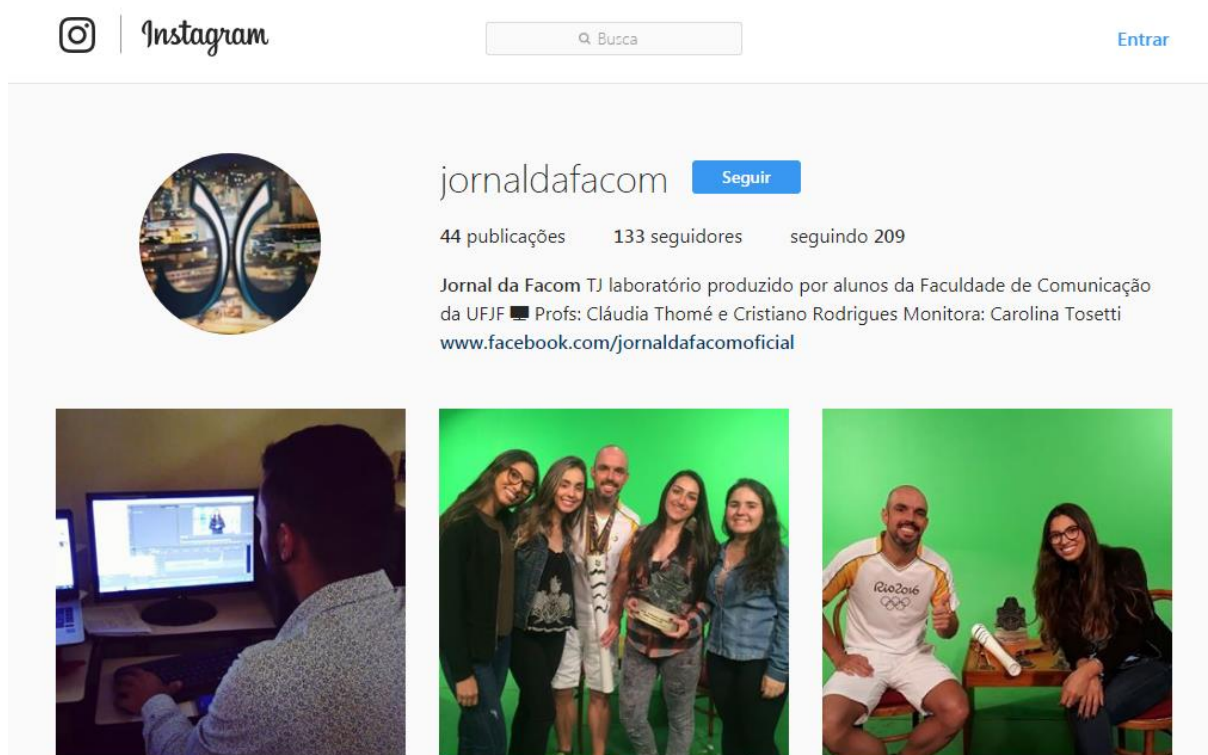 Instagram
Busca
Entrar
jornaldafacom
Seguir
44 publicações 133 seguidores seguindo 209
Jornal da Facom TJ laboratório produzido por alunos da Faculdade de Comunicação
da UFJF Profs: Cláudia Thomé e Cristiano Rodrigues Monitora: Carolina Tosetti
www.facebook.com/jornaldafacomoficial
Rio2016